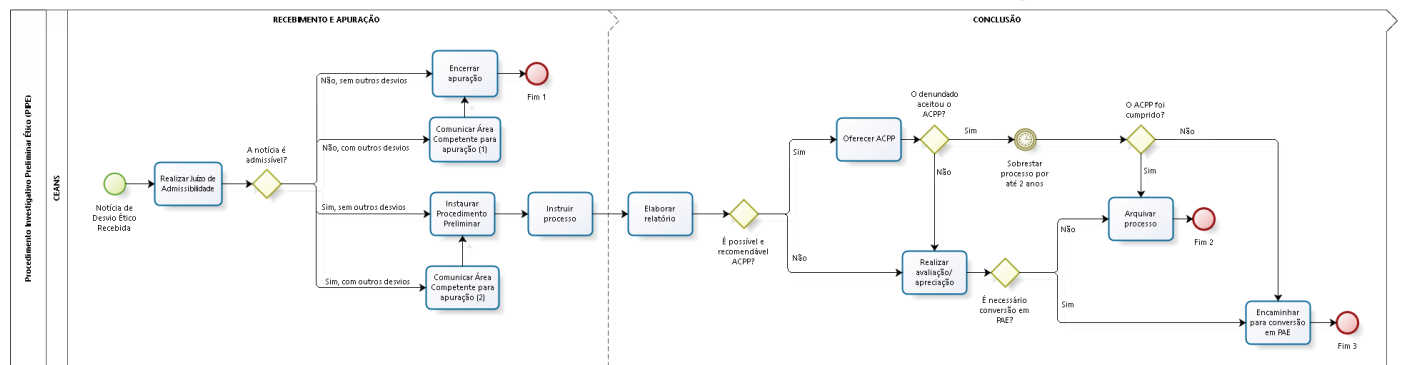 RECEBIMENTO E APURAÇÃO
CONCLUSÃO
Procedimento Investigativo Preliminar Ético (PIPE)
CEANS
Notícia de
Desvio Ético
Recebida
Realizar Juízo de
Admissibilidade
A notícia é
admissível?
Não, sem outros desvios
Encerrar
apuração
Fim 1
Não, com outros desvios
Comunicar Área
Competente para
apuração (1)
Sim, sem outros desvios
Instaurar
Procedimento
Preliminar
Instruir
processo
Sim, com outros desvios
Comunicar Área
Competente para
apuração (2)
Elaborar
relatório
É possível e
recomendável
ACPP?
Sim
Não
Oferecer ACPP
O denundado
aceitou o
ACPP?
Sim
Não
Sobrestar
processo por
até 2 anos
O ACPP foi
cumprido?
Não
Sim
Realizar
avaliação/
apreciação
É necessário
conversão em
PAE?
Não
Sim
Arquivar
processo
Fim 2
Encaminhar
para conversão
em PAE
Fim 3